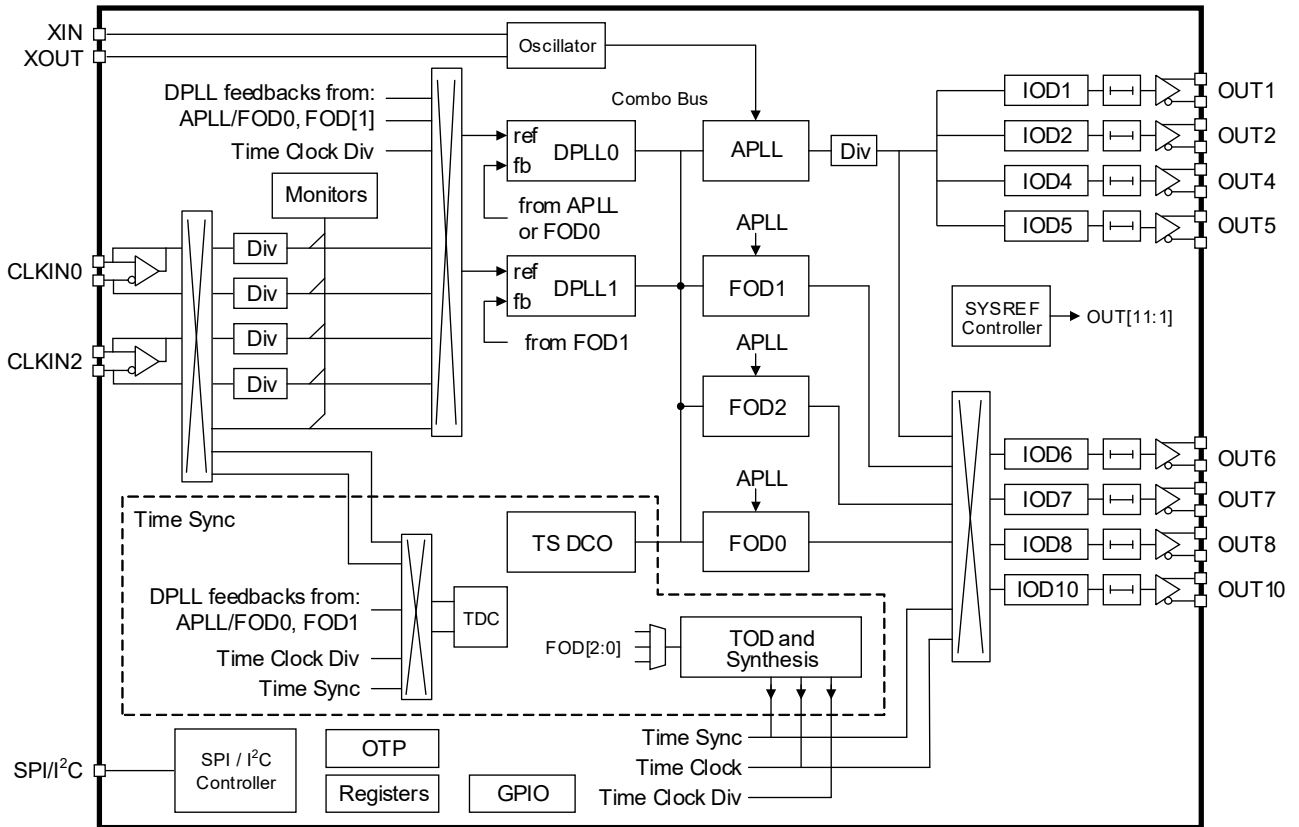 XIN
XOUT
Oscillator
DPLL feedbacks from:
APLL/FOD0, FOD[1]
Time Clock Div
Combo Bus
ref
fb
DPLL0
APLL
Div
IOD1
OUT1
IOD2
OUT2
IOD4
OUT4
IOD5
OUT5
Monitors
from APLL
or FOD0
CLKIN0
Div
Div
Div
Div
CLKIN2
ref
fb
DPLL1
from FOD1
APLL
FOD1
APLL
FOD2
APLL
FOD0
SYSREF
Controller
OUT[11:1]
IOD6
OUT6
IOD7
OUT7
IOD8
OUT8
IOD10
OUT10
Time Sync
TS DCO
DPLL feedbacks from:
APLL/FOD0, FOD1
Time Clock Div
Time Sync
TDC
FOD[2:0]
TOD and
Synthesis
Time Sync
Time Clock
Time Clock Div
SPI/I²C
SPI / I²C
Controller
OTP
Registers
GPIO